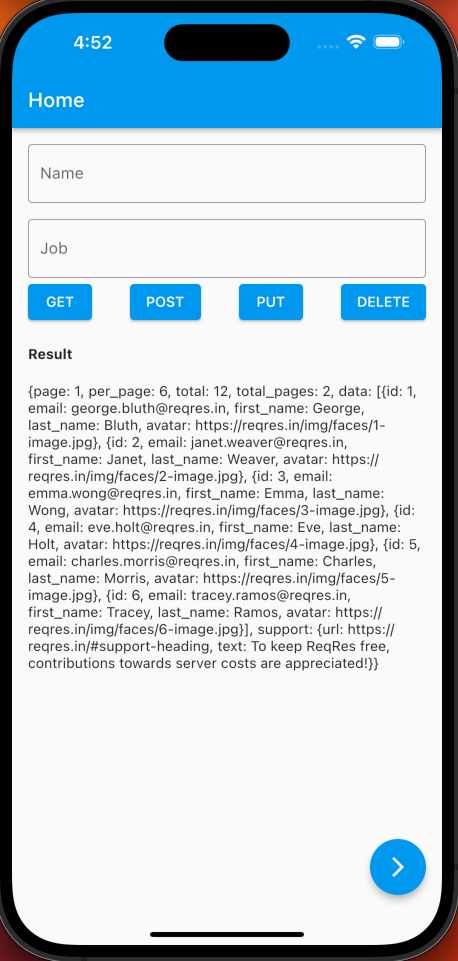 4:52
Home
Name
Job
GET POST PUT DELETE
Result
{page: 1, per_page: 6, total: 12, total_pages: 2, data: [{id: 1,
email: george.bluth@reqres.in, first_name: George,
last_name: Bluth, avatar: https://reqres.in/img/faces/1-
image.jpg}, {id: 2, email: janet.weaver@reqres.in,
first_name: Janet, last_name: Weaver, avatar: https://
reqres.in/img/faces/2-image.jpg}, {id: 3, email:
emma.wong@reqres.in, first_name: Emma, last_name:
Wong, avatar: https://reqres.in/img/faces/3-image.jpg}, {id:
4, email: eve.holt@reqres.in, first_name: Eve, last_name:
Holt, avatar: https://reqres.in/img/faces/4-image.jpg}, {id: 5,
email: charles.morris@reqres.in, first_name: Charles,
last_name: Morris, avatar: https://reqres.in/img/faces/5-
image.jpg}, {id: 6, email: tracey.ramos@reqres.in,
first_name: Tracey, last_name: Ramos, avatar: https://
reqres.in/img/faces/6-image.jpg}], support: {url: https://
reqres.in/#support-heading, text: To keep ReqRes free,
contributions towards server costs are appreciated!}}